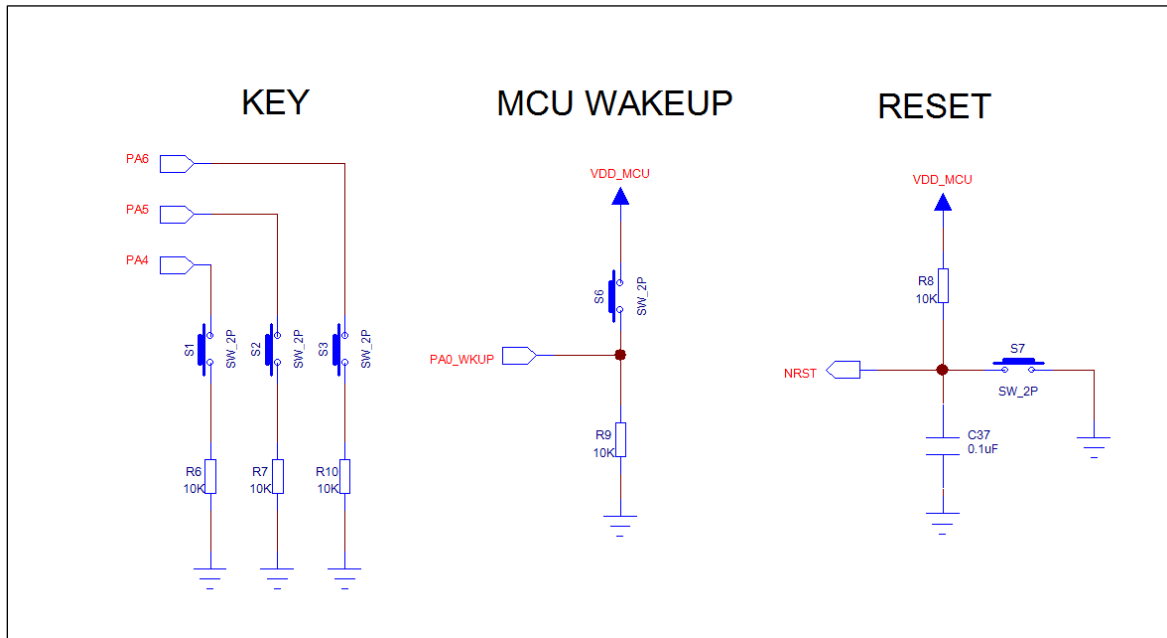 KEY
MCU WAKEUP
RESET
PA6
PA5
PA4
S1
SW_2P
S2
SW_2P
S3
SW_2P
R6
10K
R7
10K
R10
10K
VDD_MCU
S6
SW_2P
PA0_WKUP
R9
10K
VDD_MCU
R8
10K
NRST
S7
SW_2P
C37
0.1uF